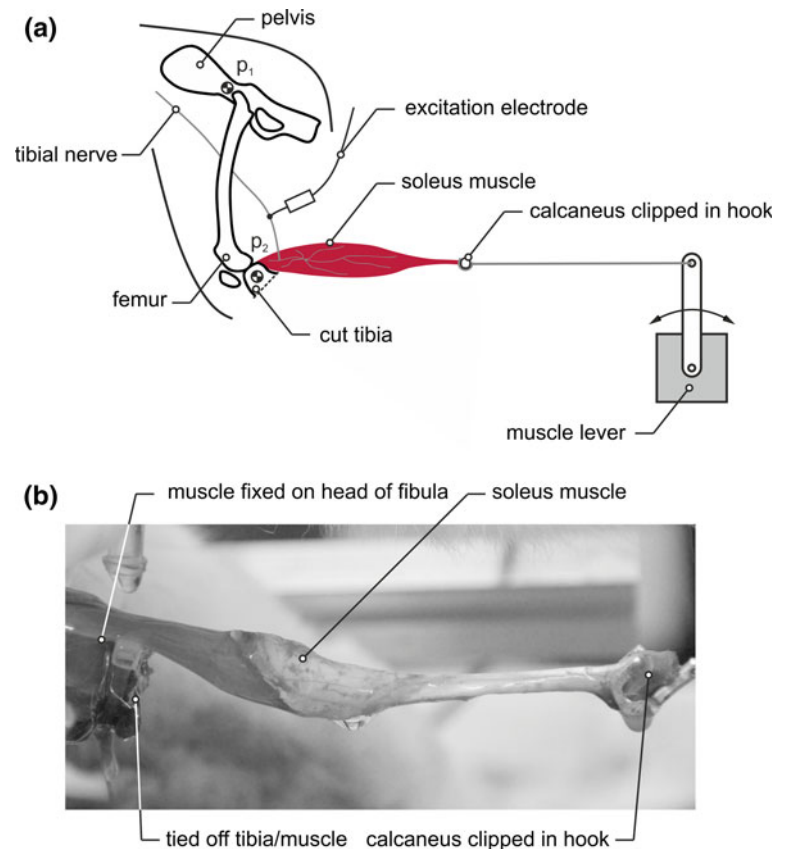 (a)
pelvis
p1
excitation electrode
tibial nerve
soleus muscle
calcaneus clipped in hook
p2
femur
cut tibia
muscle lever
(b)
muscle fixed on head of fibula
soleus muscle
tied off tibia/muscle
calcaneus clipped in hook